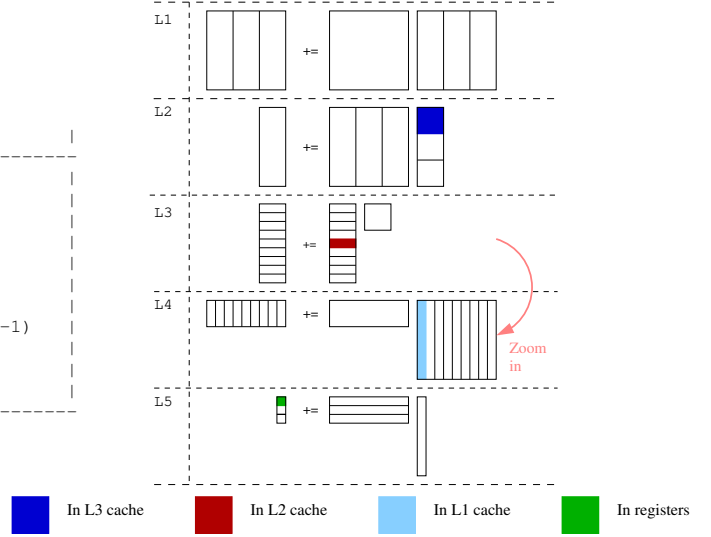 L1
+=
L2
+=
L3
+=
−1)
L4
+=
Zoom
in
L5
+=
In L3 cache In L2 cache In L1 cache In registers